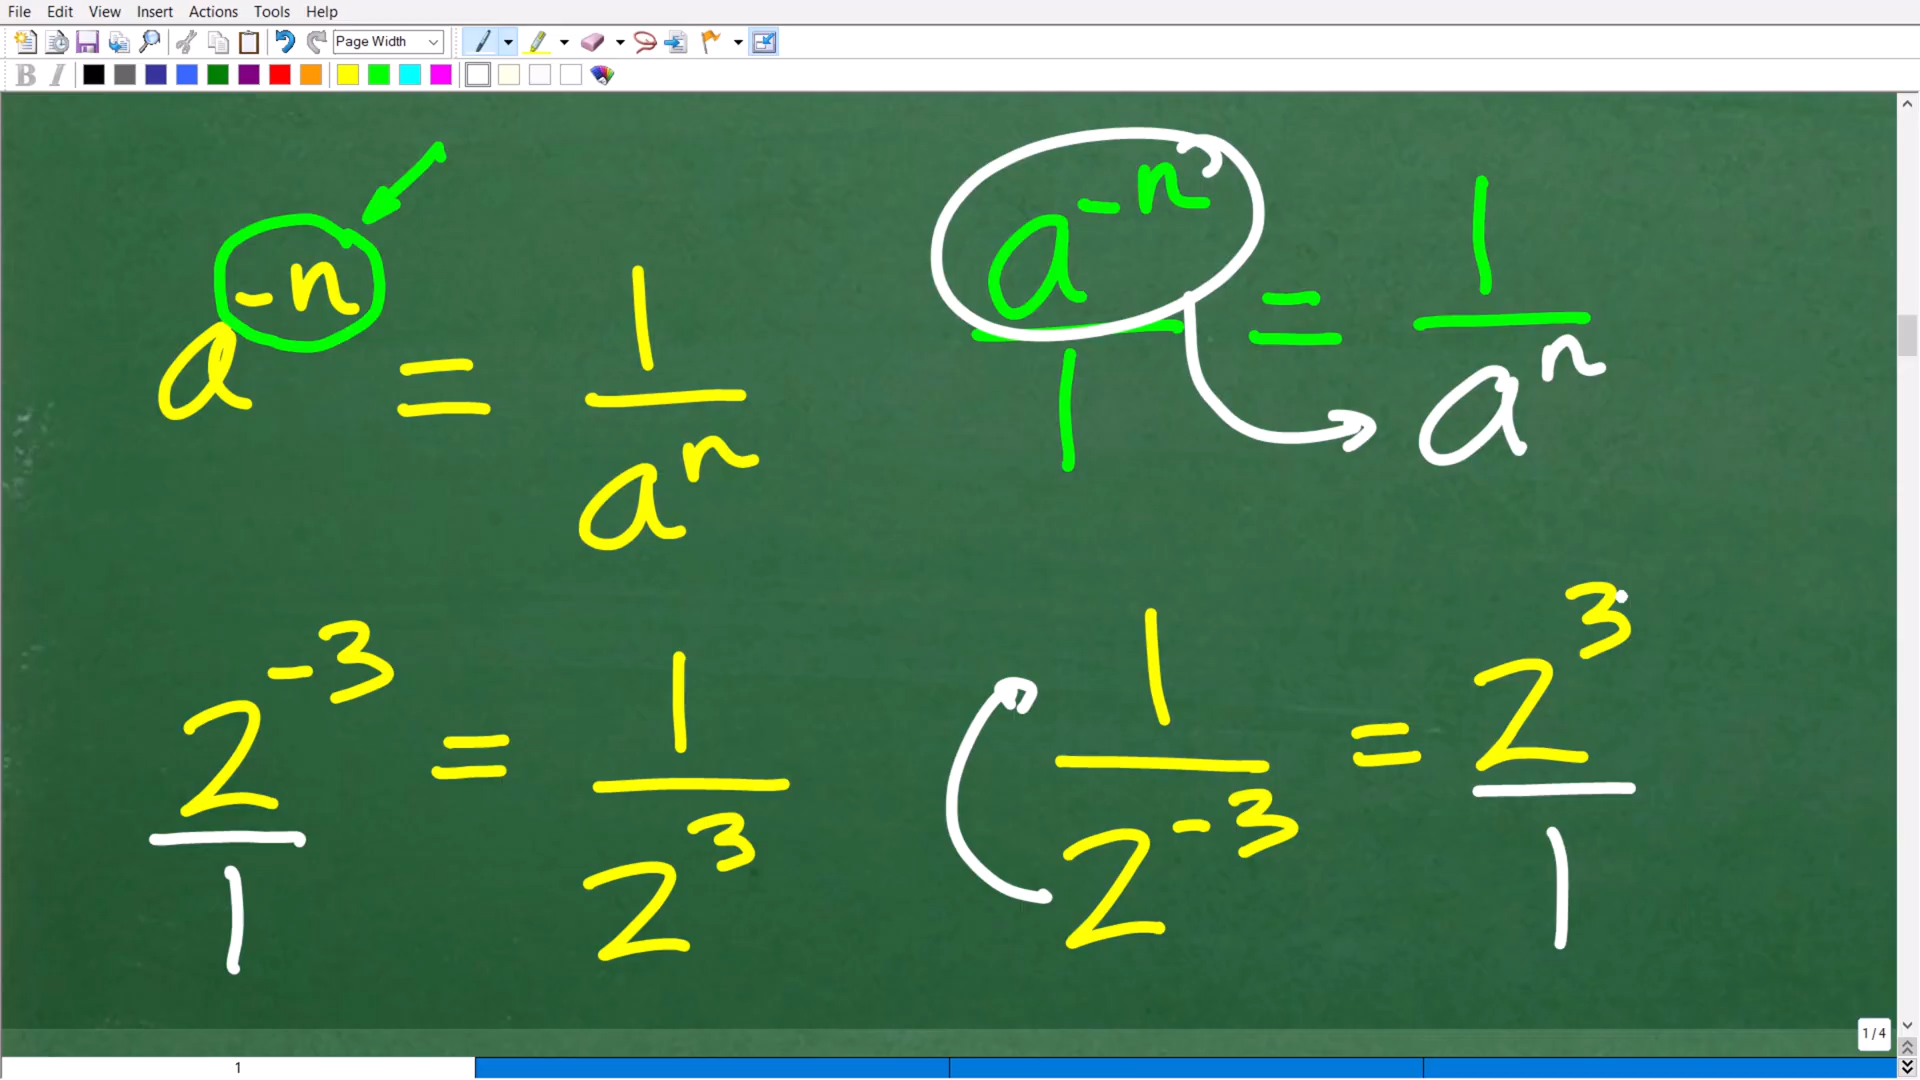 File Edit View Insert Actions Tools Help
Page Width
B I
a^-n = 1/a^n
a^-n/1 = 1/a^n
2^-3/1 = 1/2^3
1/2^-3 = 2^3/1
1/4
1